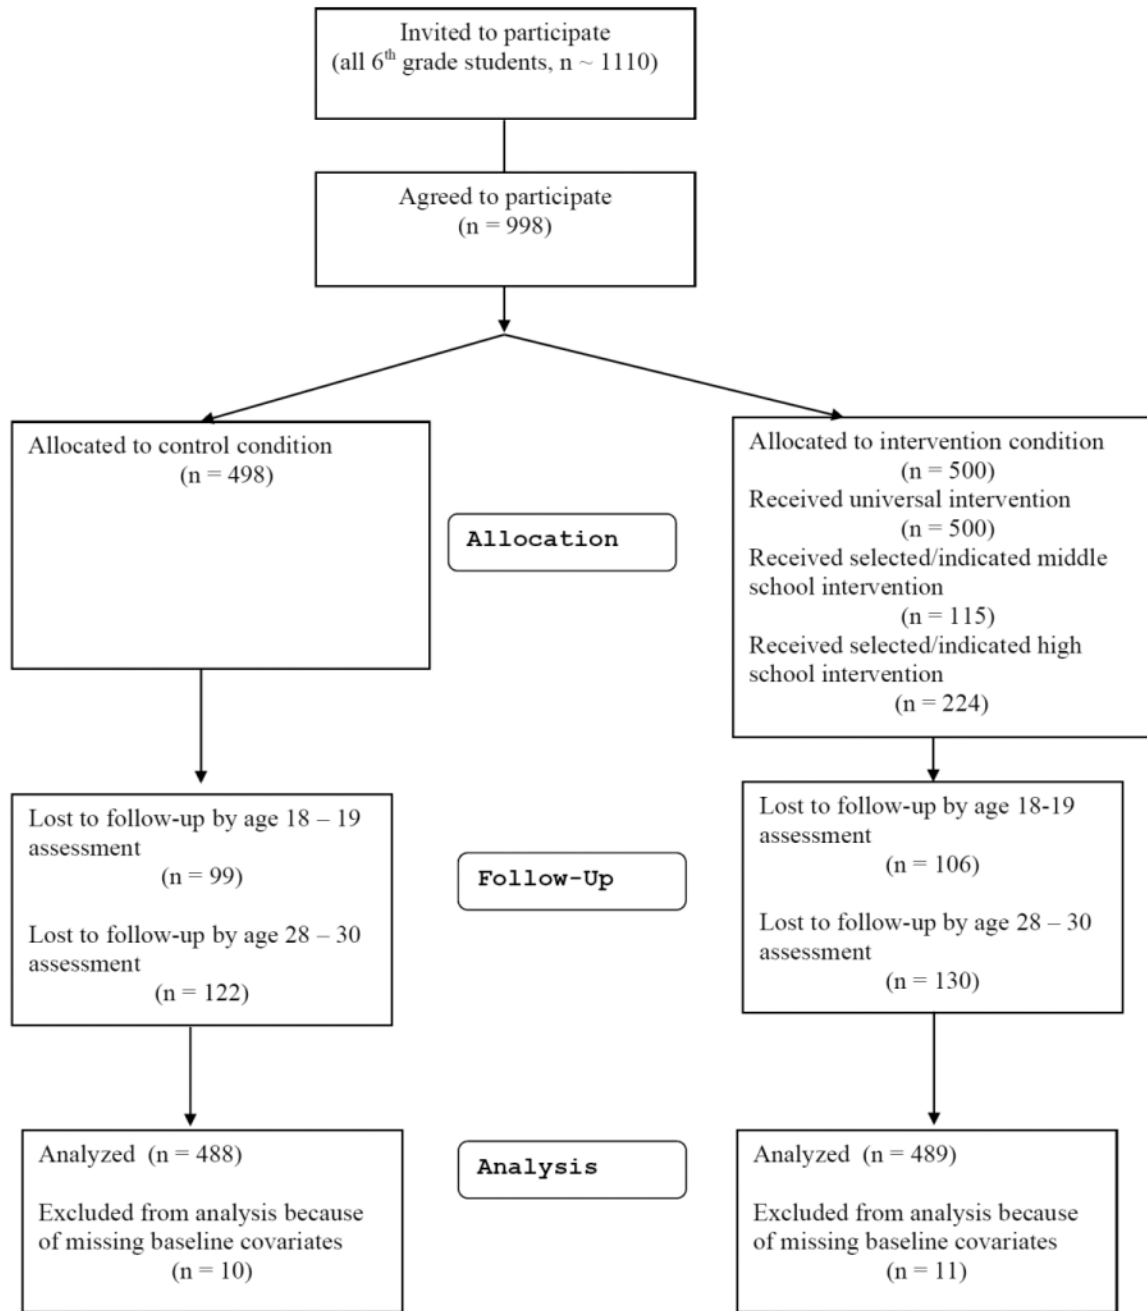 Invited to participate
(all 6th grade students, n ~ 1110)
Agreed to participate
(n = 998)
Allocated to control condition
(n = 498)
Allocation
Allocated to intervention condition
(n = 500)
Received universal intervention
(n = 500)
Received selected/indicated middle
school intervention
(n = 115)
Received selected/indicated high
school intervention
(n = 224)
Lost to follow-up by age 18 – 19
assessment
(n = 99)
Lost to follow-up by age 28 – 30
assessment
(n = 122)
Follow-Up
Lost to follow-up by age 18-19
assessment
(n = 106)
Lost to follow-up by age 28 – 30
assessment
(n = 130)
Analyzed (n = 488)
Excluded from analysis because
of missing baseline covariates
(n = 10)
Analysis
Analyzed (n = 489)
Excluded from analysis because
of missing baseline covariates
(n = 11)